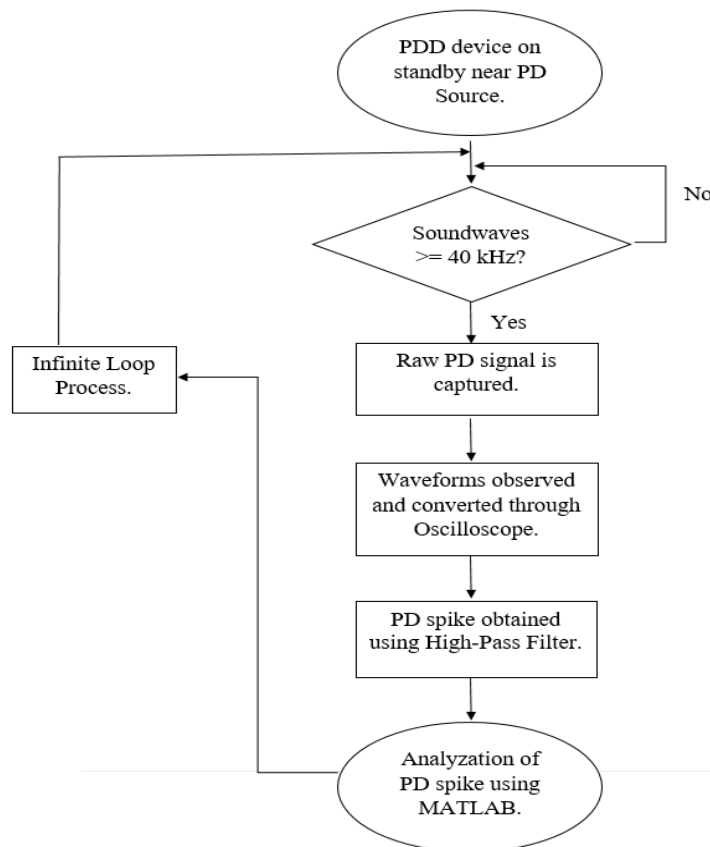 PDD device on
standby near PD
Source.
No
Soundwaves
>= 40 kHz?
Yes
Infinite Loop
Process.
Raw PD signal is
captured.
Waveforms observed
and converted through
Oscilloscope.
PD spike obtained
using High-Pass Filter.
Analyzation of
PD spike using
MATLAB.